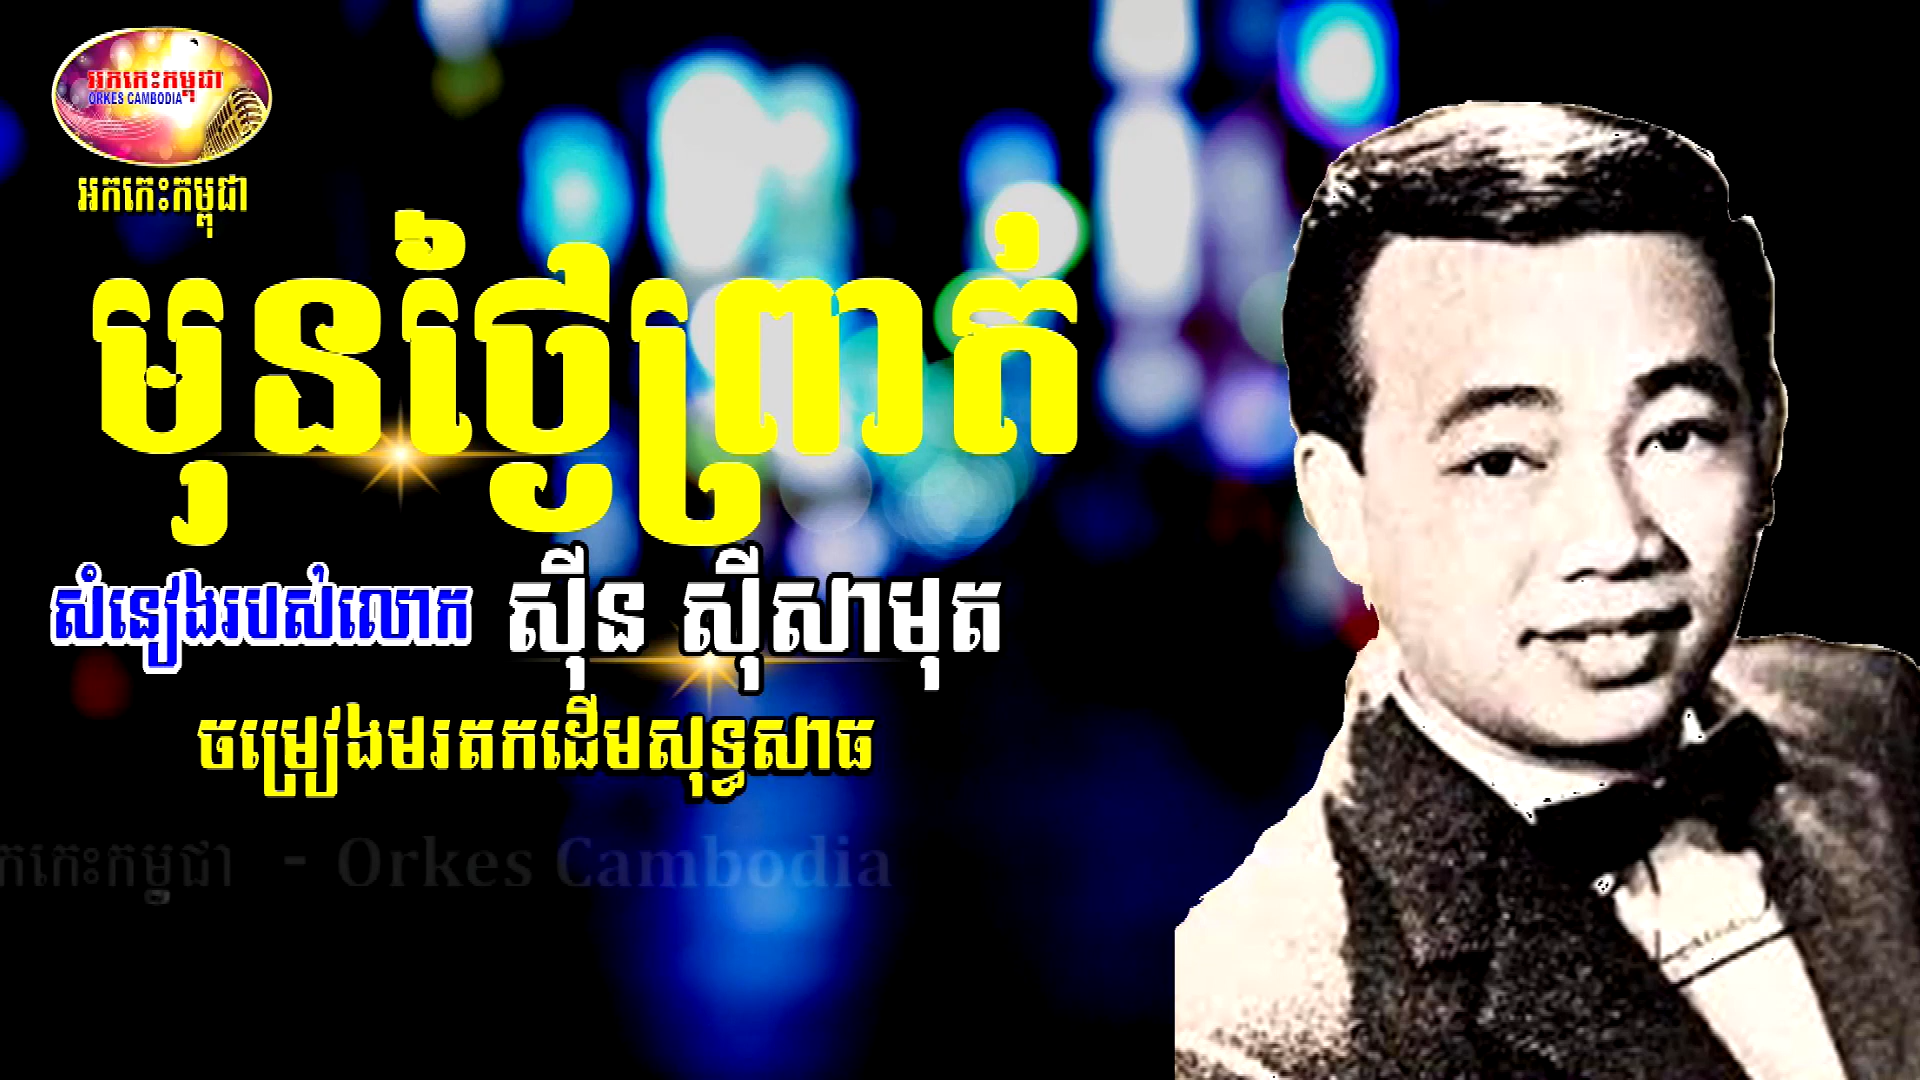 អកកេះកម្ពុជា
ORKES CAMBODIA
អកកេះកម្ពុជា
មុនថ្ងៃព្រាត់
សំនៀងរបស់លោក ស៊ីន ស៊ីសាមុត
ចម្រៀងមរតកដើមសុទ្ធសាធ
កកេះកម្ពុជា - Orkes Cambodia